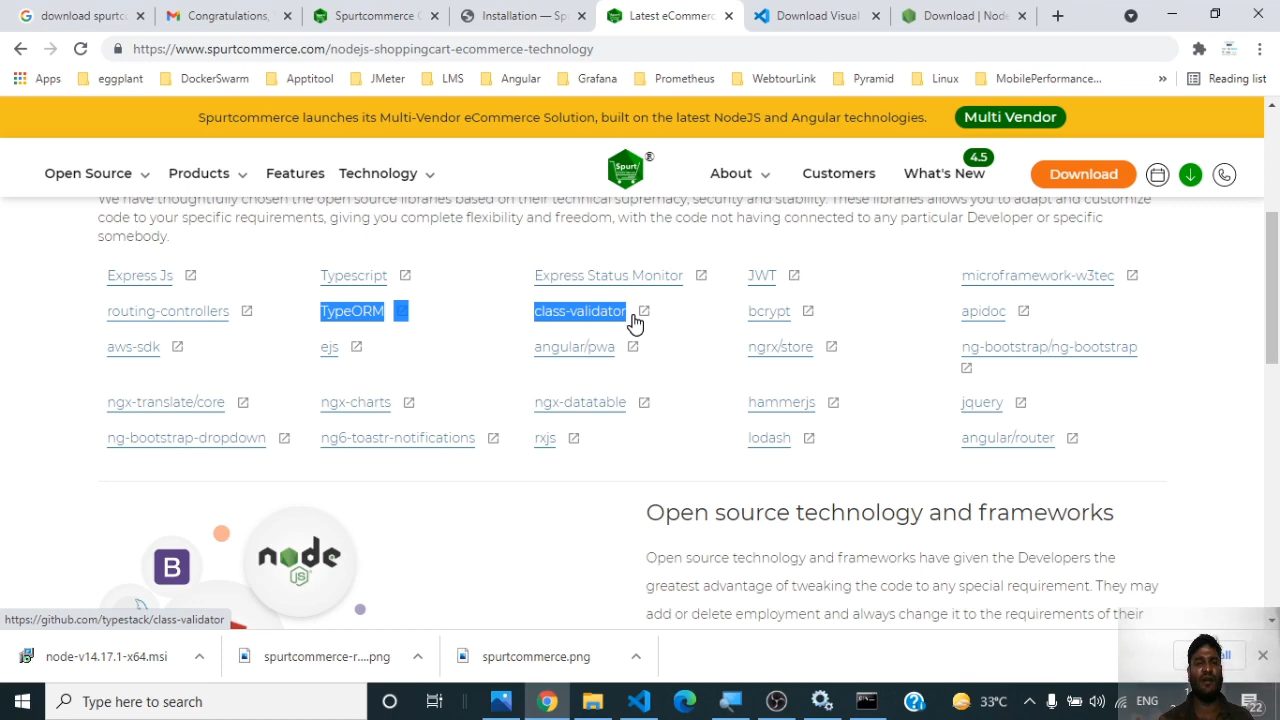 download spurtc
Congratulations,
Spurtcommerce
Installation — Sp
Latest eCommerc
Download Visual
Download | Node
https://www.spurtcommerce.com/nodejs-shoppingcart-ecommerce-technology
Apps eggplant DockerSwarm Apptitool JMeter LMS Angular Grafana Prometheus WebtourLink Pyramid Linux MobilePerformance... » Reading list
Spurtcommerce launches its Multi-Vendor eCommerce Solution, built on the latest NodeJS and Angular technologies. Multi Vendor
4.5
Open Source Products Features Technology Spurt ® About Customers What's New Download
We have thoughtfully chosen the open source libraries based on their technical supremacy, security and stability. These libraries allows you to adapt and customize
code to your specific requirements, giving you complete flexibility and freedom, with the code not having connected to any particular Developer or specific
somebody.
Express Js Typescript Express Status Monitor JWT microframework-w3tec
routing-controllers TypeORM class-validator bcrypt apidoc
aws-sdk ejs angular/pwa ngrx/store ng-bootstrap/ng-bootstrap
ngx-translate/core ngx-charts ngx-datatable hammerjs jquery
ng-bootstrap-dropdown ng6-toastr-notifications rxjs lodash angular/router
Open source technology and frameworks
node
JS
B
Open source technology and frameworks have given the Developers the
greatest advantage of tweaking the code to any special requirement. They may
add or delete employment and always change it to the requirements of their
https://github.com/typestack/class-validator
node-v14.17.1-x64.msi spurtcommerce-r....png spurtcommerce.png
Type here to search 33°C ENG 22